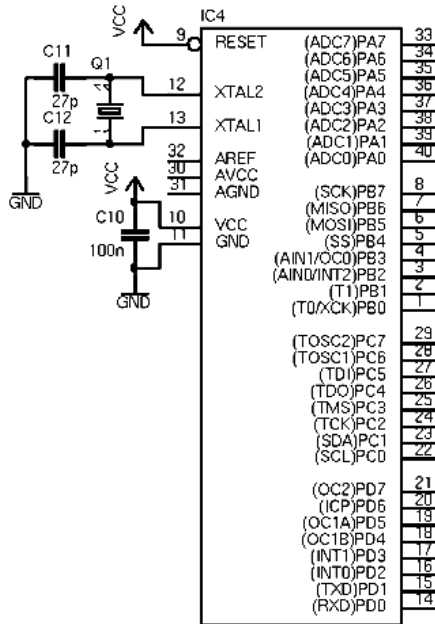 IC4
VCC
9 RESET (ADC7)PA7 33
(ADC6)PA6 34
C11 Q1 (ADC5)PA5 35
12 XTAL2 (ADC4)PA4 36
27p (ADC3)PA3 37
C12 13 XTAL1 (ADC2)PA2 38
(ADC1)PA1 39
27p 32 AREF (ADC0)PA0 40
VCC 30 AVCC
31 AGND (SCK)PB7 8
GND (MISO)PB6 7
C10 10 VCC (MOSI)PB5 6
11 GND (SS)PB4 5
100n (AIN1/OC0)PB3 4
(AIN0/INT2)PB2 3
(T1)PB1 2
GND (T0/XCK)PB0 1
(TOSC2)PC7 29
(TOSC1)PC6 28
(TDI)PC5 27
(TDO)PC4 26
(TMS)PC3 25
(TCK)PC2 24
(SDA)PC1 23
(SCL)PC0 22
(OC2)PD7 21
(ICP)PD6 20
(OC1A)PD5 19
(OC1B)PD4 18
(INT1)PD3 17
(INT0)PD2 16
(TXD)PD1 15
(RXD)PD0 14